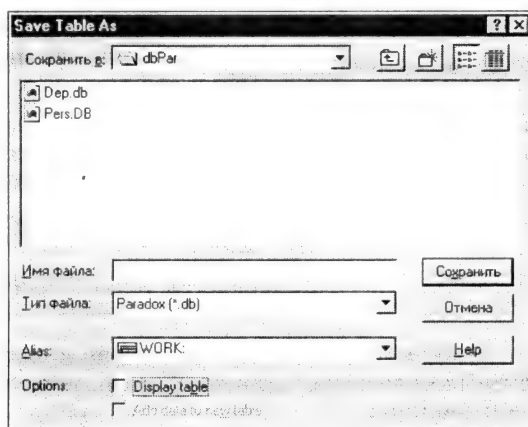 Save Table As
Сохранить в: dbPar
Dep.db
Pers.DB
Имя файла:
Сохранить
Тип файла: Paradox (*.db)
Отмена
Alias: WORK:
Help
Options: Display table
Add data to new table